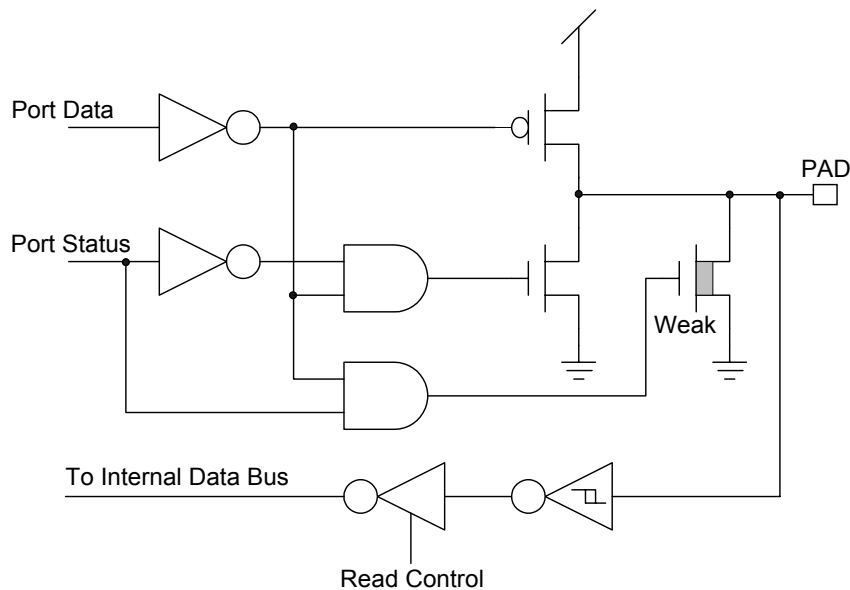 Port Data
PAD
Port Status
Weak
To Internal Data Bus
Read Control